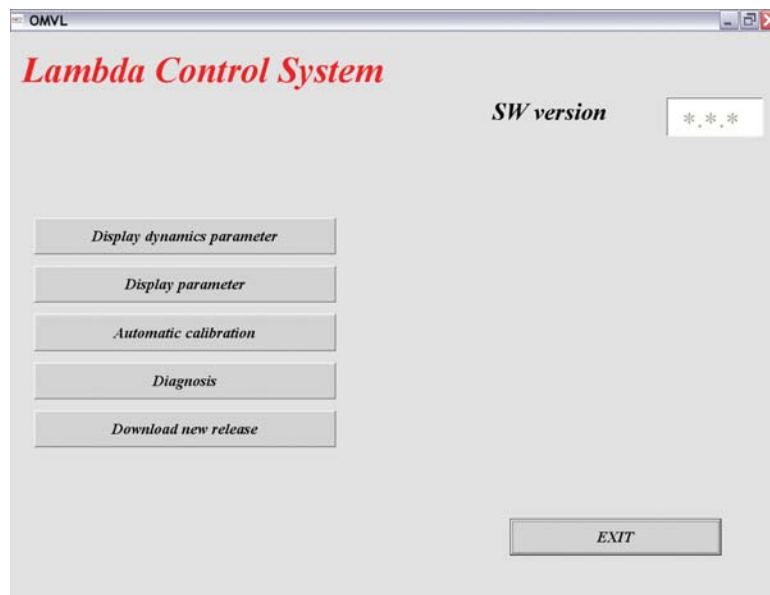 OMVL
Lambda Control System
SW version
*.*.*
Display dynamics parameter
Display parameter
Automatic calibration
Diagnosis
Download new release
EXIT